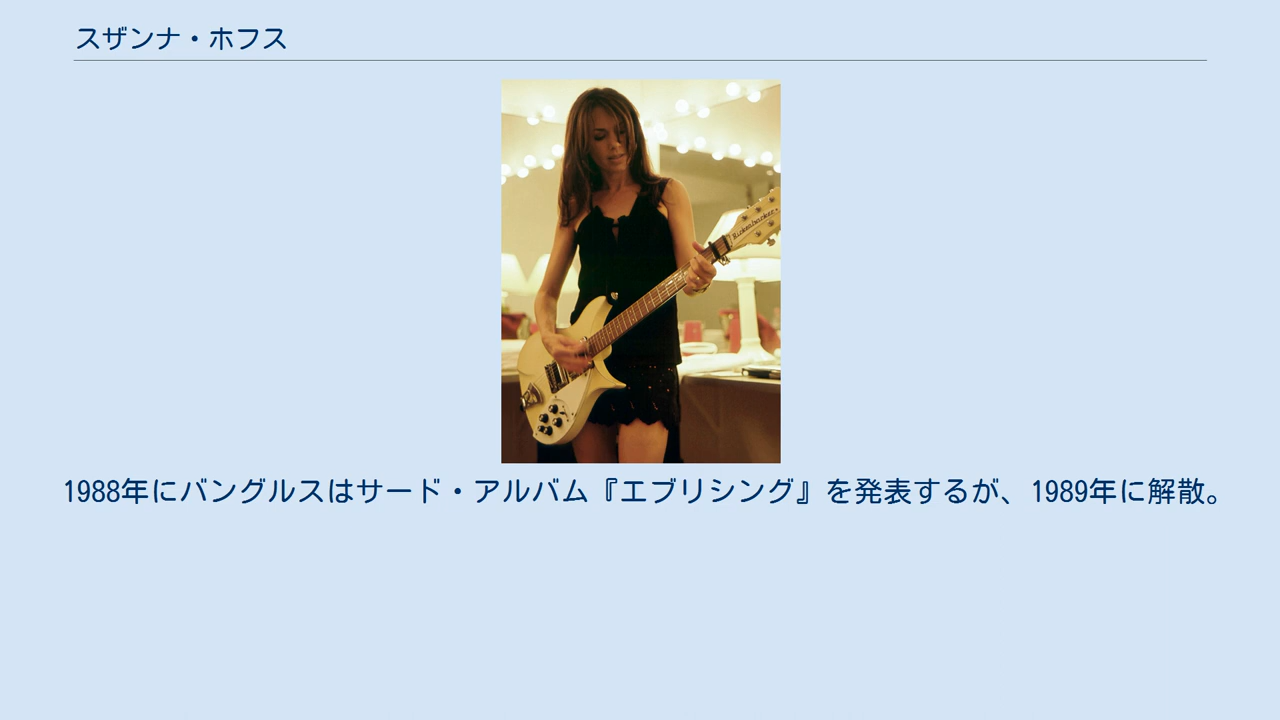 スザンナ・ホフス
Rickenbacker
1988年にバングルスはサード・アルバム『エブリシング』を発表するが、1989年に解散。